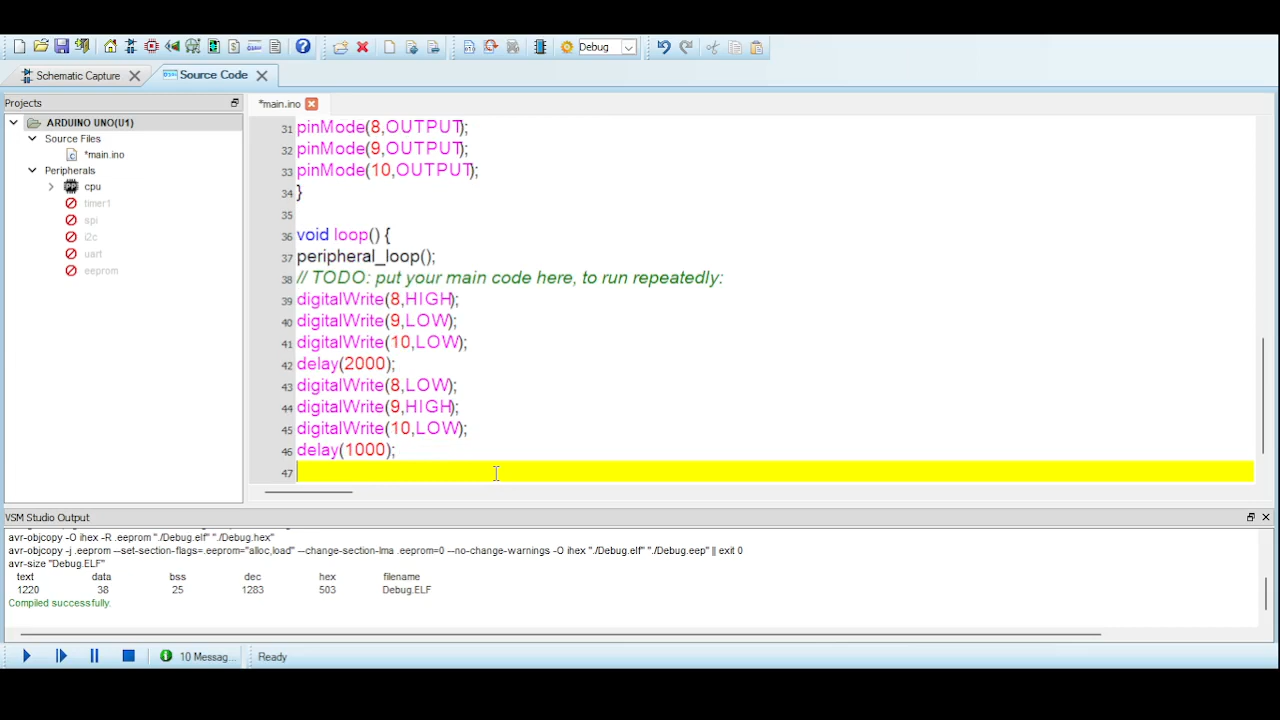 Debug
Schematic Capture
Source Code
Projects
*main.ino
ARDUINO UNO(U1)
Source Files
*main.ino
Peripherals
cpu
timer1
spi
i2c
uart
eeprom
31 pinMode(8,OUTPUT);
32 pinMode(9,OUTPUT);
33 pinMode(10,OUTPUT);
34 }
35
36 void loop() {
37 peripheral_loop();
38 // TODO: put your main code here, to run repeatedly:
39 digitalWrite(8,HIGH);
40 digitalWrite(9,LOW);
41 digitalWrite(10,LOW);
42 delay(2000);
43 digitalWrite(8,LOW);
44 digitalWrite(9,HIGH);
45 digitalWrite(10,LOW);
46 delay(1000);
47
VSM Studio Output
avr-objcopy -O ihex -R .eeprom "./Debug.elf" "./Debug.hex"
avr-objcopy -j .eeprom --set-section-flags=.eeprom="alloc,load" --change-section-lma .eeprom=0 --no-change-warnings -O ihex "./Debug.elf" "./Debug.eep" || exit 0
avr-size "Debug.ELF"
text data bss dec hex filename
1220 38 25 1283 503 Debug.ELF
Compiled successfully.
10 Messag...
Ready